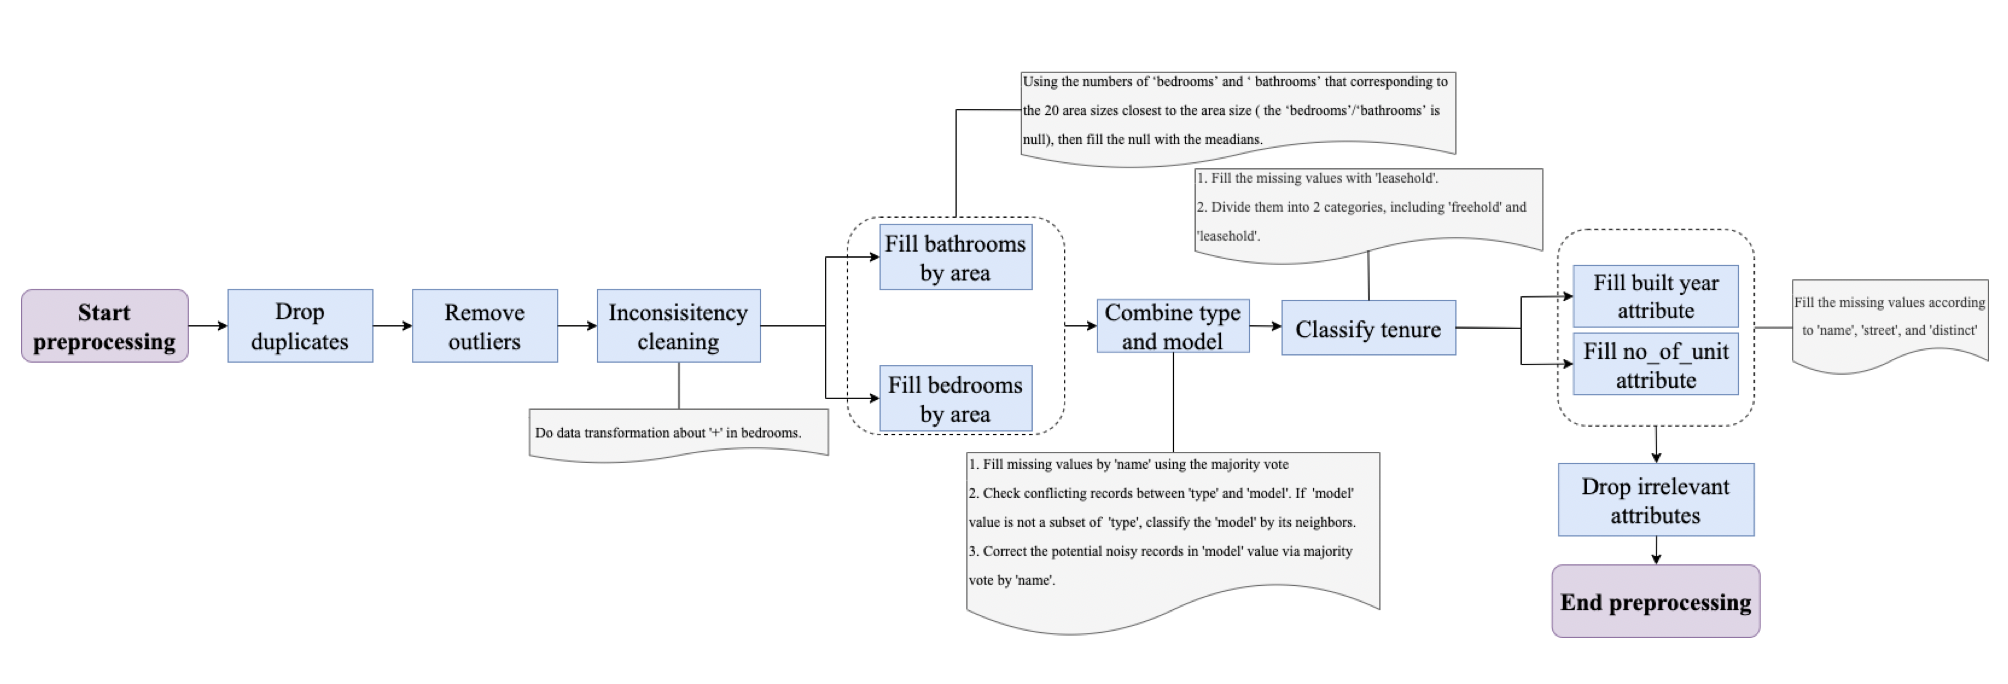 Start
preprocessing
Drop
duplicates
Remove
outliers
Inconsisitency
cleaning
Do data transformation about '+' in bedrooms.
Fill bathrooms
by area
Fill bedrooms
by area
Using the numbers of ‘bedrooms’ and ‘ bathrooms’ that corresponding to
the 20 area sizes closest to the area size ( the ‘bedrooms’/‘bathrooms’ is
null), then fill the null with the meadians.
Combine type
and model
1. Fill missing values by 'name' using the majority vote
2. Check conflicting records between 'type' and 'model'. If 'model'
value is not a subset of 'type', classify the 'model' by its neighbors.
3. Correct the potential noisy records in 'model' value via majority
vote by 'name'.
Classify tenure
1. Fill the missing values with 'leasehold'.
2. Divide them into 2 categories, including 'freehold' and
'leasehold'.
Fill built year
attribute
Fill no_of_unit
attribute
Fill the missing values according
to 'name', 'street', and 'distinct'
Drop irrelevant
attributes
End preprocessing